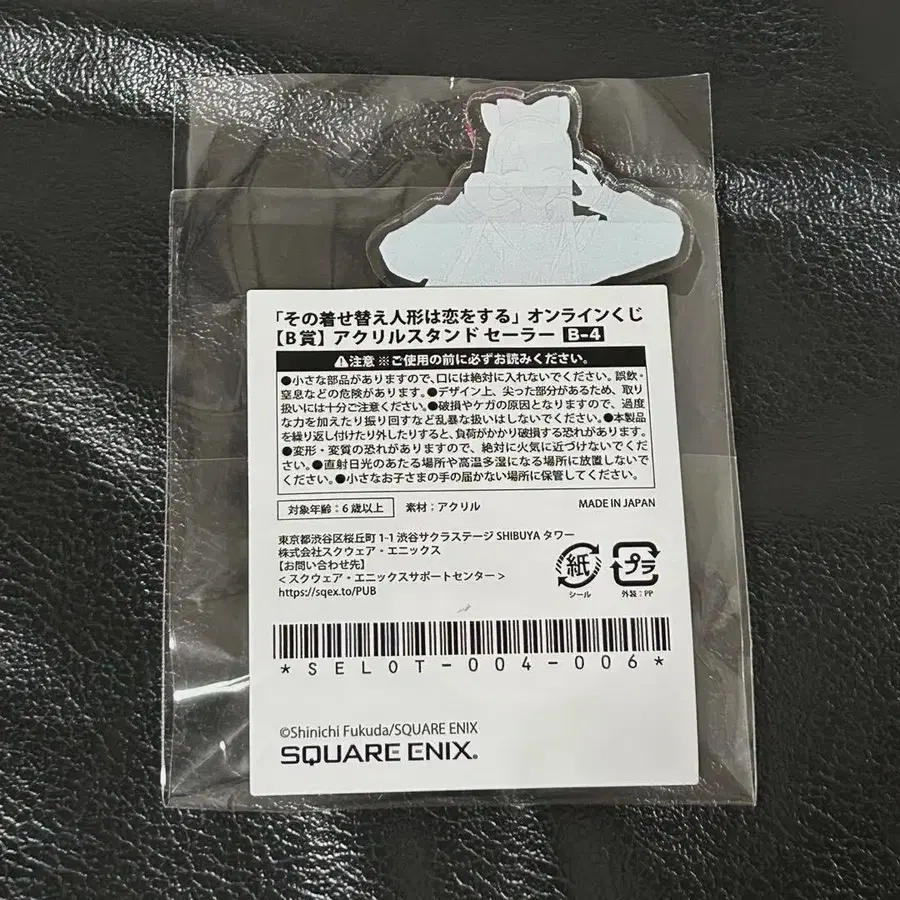 「その着せ替え人形は恋をする」オンラインくじ
【B賞】アクリルスタンド セーラー B-4
⚠注意 ※ご使用の前に必ずお読みください。
●小さな部品がありますので、口には絶対に入れないでください。誤飲・
窒息などの危険があります。●デザイン上、尖った部分があるため、取り
扱いには十分ご注意ください。●破損やケガの原因となりますので、過度
な力を加えたり振り回すなど乱暴な扱いはしないでください。●本製品
を繰り返し付けたり外したりすると、負荷がかかり破損する恐れがあります。
●変形・変質の恐れがありますので、絶対に火気に近づけないでくだ
さい。●直射日光のあたる場所や高温多湿になる場所に放置しないで
ください。●小さなお子さまの手の届かない場所に保管してください。
対象年齢：6歳以上 素材：アクリル MADE IN JAPAN
東京都渋谷区桜丘町1-1 渋谷サクラステージ SHIBUYA タワー
株式会社スクウェア・エニックス
【お問い合わせ先】
＜スクウェア・エニックスサポートセンター＞
https://sqex.to/PUB
紙 プラ
シール 外装：PP
*SELOT-004-006*
©Shinichi Fukuda/SQUARE ENIX
SQUARE ENIX®